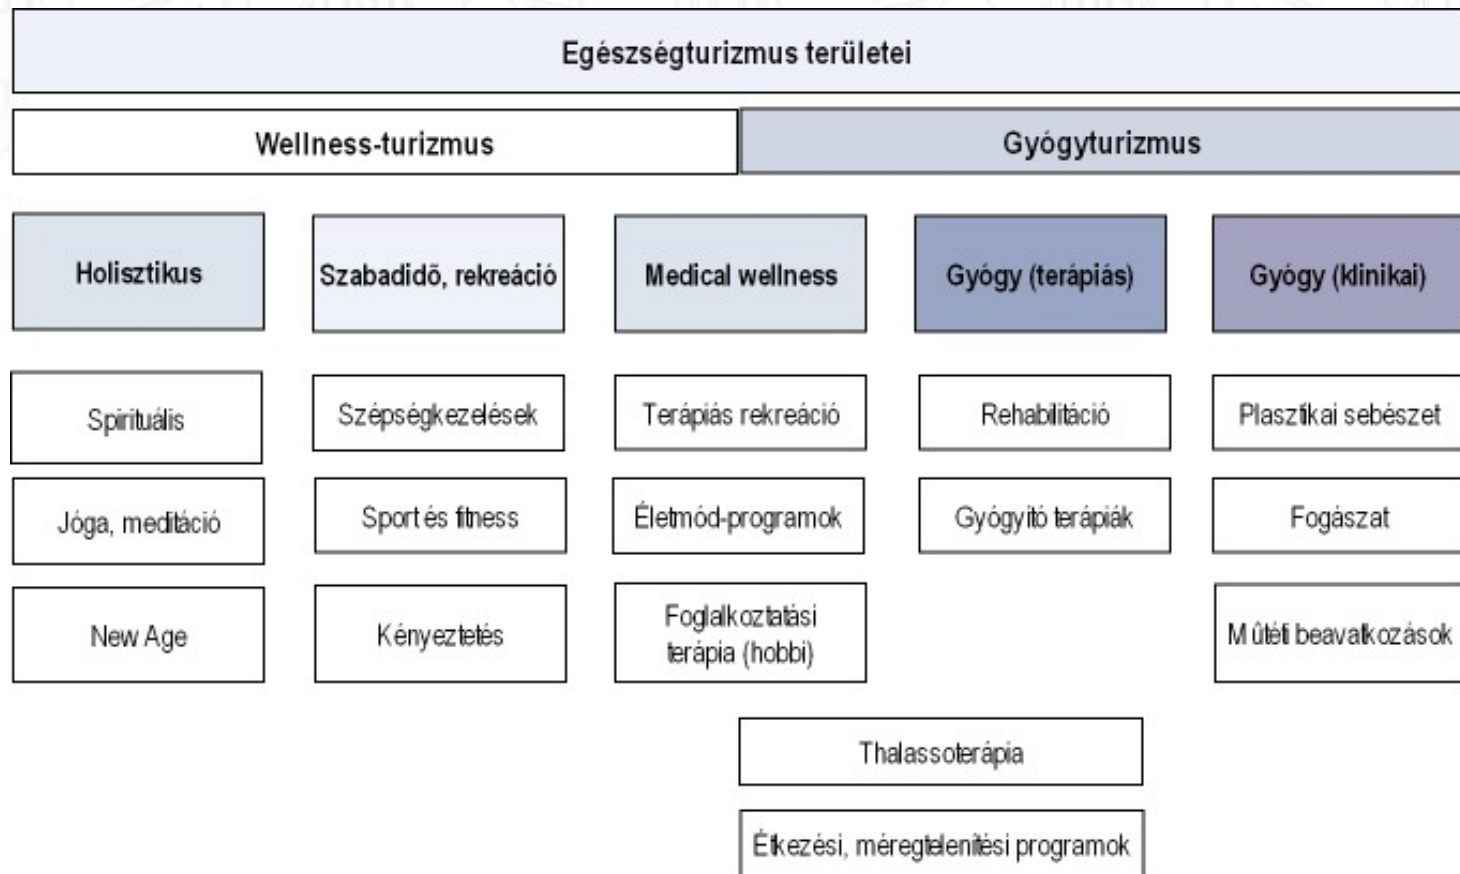 Egészségturizmus területei
Wellness-turizmus
Gyógyturizmus
Holisztikus
Szabadidõ, rekreáció
Medical wellness
Gyógy (terápiás)
Gyógy (klinikai)
Spirituális
Szépségkezelések
Terápiás rekreáció
Rehabilitáció
Plasztikai sebészet
Jóga, meditáció
Sport és fitness
Életmód-programok
Gyógyító terápiák
Fogászat
New Age
Kényeztetés
Foglalkoztatási
terápia (hobbi)
Mûtéti beavatkozások
Thalassoterápia
Étkezési, méregtelenítési programok